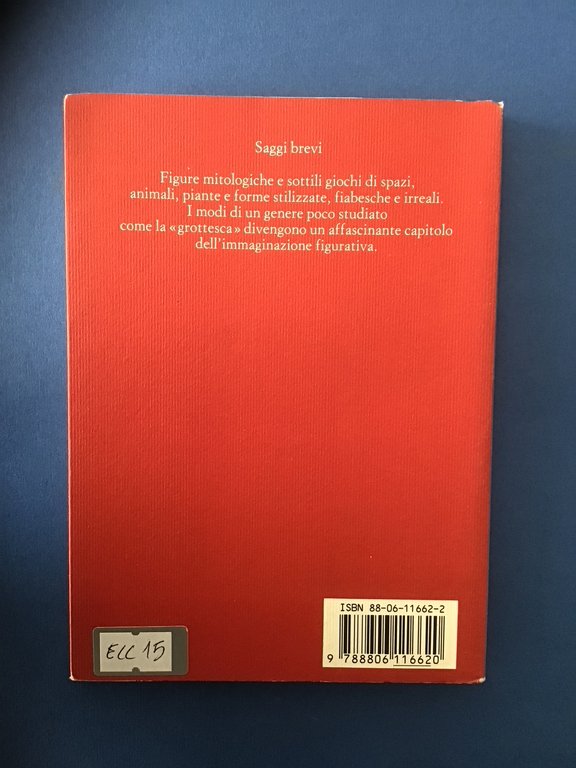 Saggi brevi
Figure mitologiche e sottili giochi di spazi,
animali, piante e forme stilizzate, fiabesche e irreali.
I modi di un genere poco studiato
come la «grottesca» divengono un affascinante capitolo
dell'immaginazione figurativa.
ISBN 88-06-11662-2
9 788806 116620
ELC 15